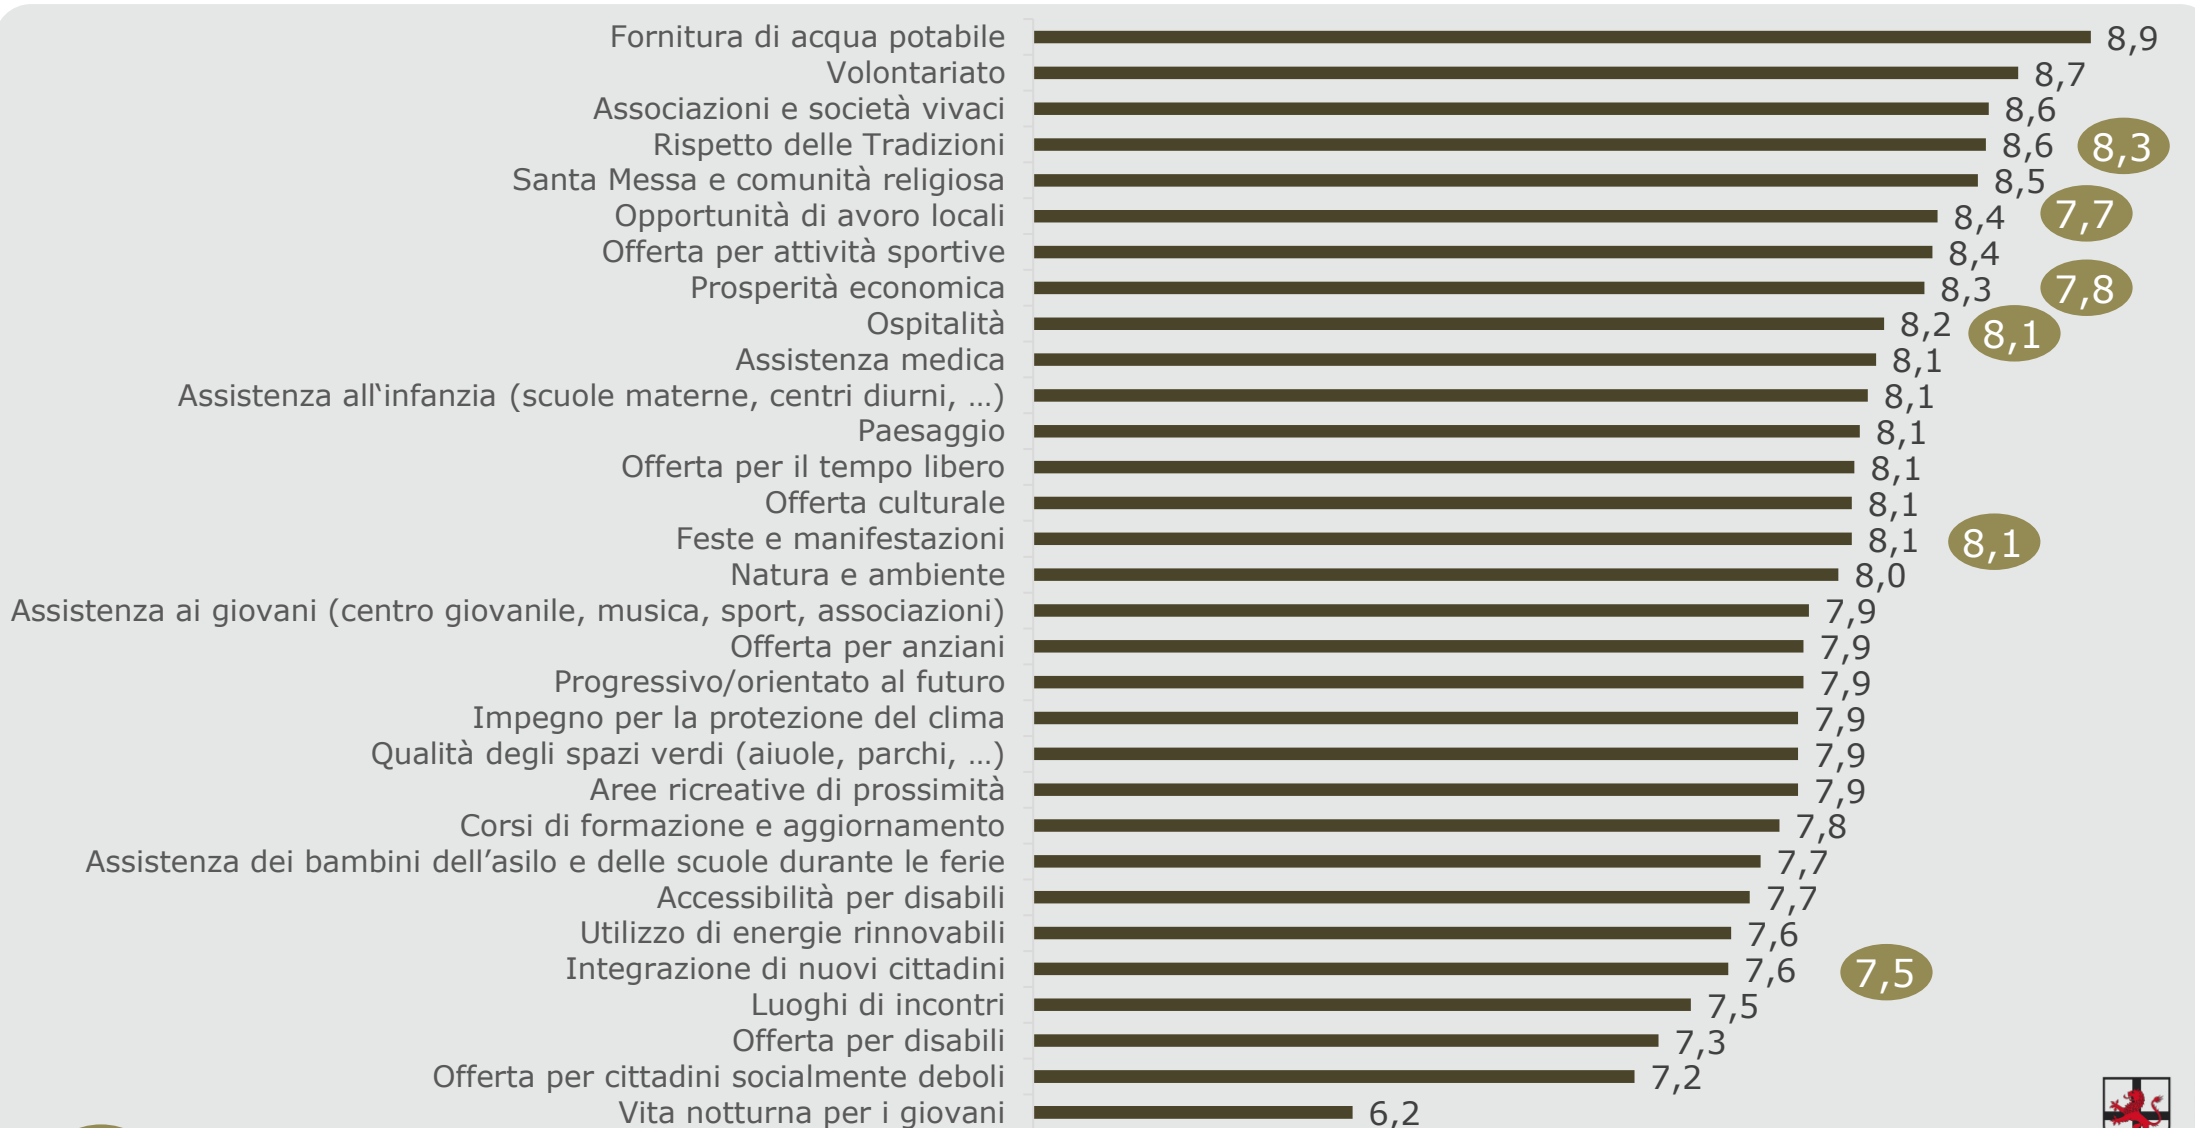 Fornitura di acqua potabile 8,9
Volontariato 8,7
Associazioni e società vivaci 8,6
Rispetto delle Tradizioni 8,6 8,3
Santa Messa e comunità religiosa 8,5
Opportunità di avoro locali 8,4 7,7
Offerta per attività sportive 8,4
Prosperità economica 8,3 7,8
Ospitalità 8,2 8,1
Assistenza medica 8,1
Assistenza all‘infanzia (scuole materne, centri diurni, …) 8,1
Paesaggio 8,1
Offerta per il tempo libero 8,1
Offerta culturale 8,1
Feste e manifestazioni 8,1 8,1
Natura e ambiente 8,0
Assistenza ai giovani (centro giovanile, musica, sport, associazioni) 7,9
Offerta per anziani 7,9
Progressivo/orientato al futuro 7,9
Impegno per la protezione del clima 7,9
Qualità degli spazi verdi (aiuole, parchi, …) 7,9
Aree ricreative di prossimità 7,9
Corsi di formazione e aggiornamento 7,8
Assistenza dei bambini dell’asilo e delle scuole durante le ferie 7,7
Accessibilità per disabili 7,7
Utilizzo di energie rinnovabili 7,6
Integrazione di nuovi cittadini 7,6 7,5
Luoghi di incontri 7,5
Offerta per disabili 7,3
Offerta per cittadini socialmente deboli 7,2
Vita notturna per i giovani 6,2